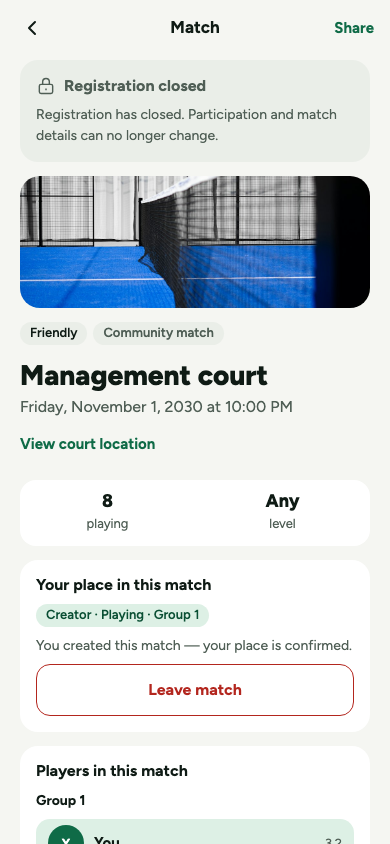 Match
Share
Registration closed
Registration has closed. Participation and match
details can no longer change.
Friendly
Community match
Management court
Friday, November 1, 2030 at 10:00 PM
View court location
8
Any
playing
level
Your place in this match
Creator · Playing · Group 1
You created this match — your place is confirmed.
Leave match
Players in this match
Group 1
You
3.2